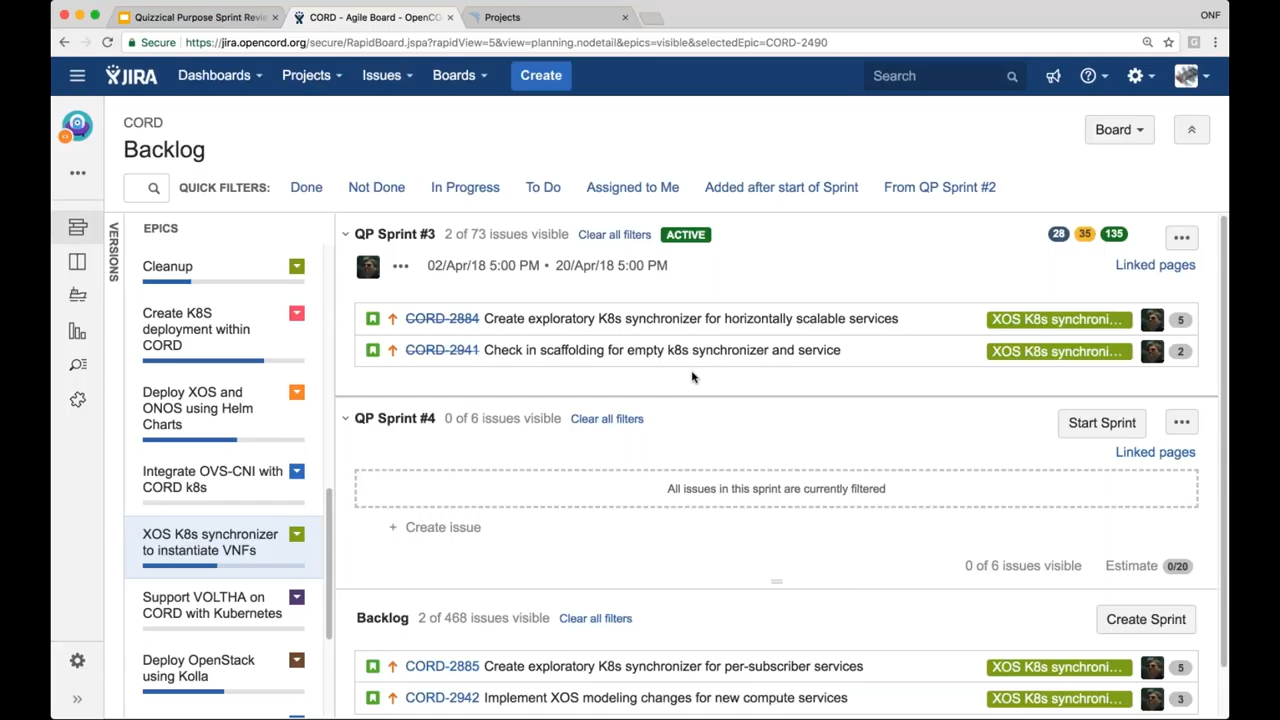 Quizzical Purpose Sprint Revie
CORD - Agile Board - OpenCO
Projects
ONF
Secure
https://jira.opencord.org/secure/RapidBoard.jspa?rapidView=5&view=planning.nodetail&epics=visible&selectedEpic=CORD-2490
JIRA
Dashboards
Projects
Issues
Boards
Create
Search
CORD
Backlog
Board
QUICK FILTERS:
Done
Not Done
In Progress
To Do
Assigned to Me
Added after start of Sprint
From QP Sprint #2
VERSIONS
EPICS
Cleanup
Create K8S
deployment within
CORD
Deploy XOS and
ONOS using Helm
Charts
Integrate OVS-CNI with
CORD k8s
XOS K8s synchronizer
to instantiate VNFs
Support VOLTHA on
CORD with Kubernetes
Deploy OpenStack
using Kolla
QP Sprint #3 2 of 73 issues visible Clear all filters ACTIVE
28 35 135
02/Apr/18 5:00 PM • 20/Apr/18 5:00 PM
Linked pages
CORD-2884 Create exploratory K8s synchronizer for horizontally scalable services XOS K8s synchroni... 5
CORD-2941 Check in scaffolding for empty k8s synchronizer and service XOS K8s synchroni... 2
QP Sprint #4 0 of 6 issues visible Clear all filters
Start Sprint
Linked pages
All issues in this sprint are currently filtered
+ Create issue
0 of 6 issues visible Estimate 0/20
Backlog 2 of 468 issues visible Clear all filters
Create Sprint
CORD-2885 Create exploratory K8s synchronizer for per-subscriber services XOS K8s synchroni... 5
CORD-2942 Implement XOS modeling changes for new compute services XOS K8s synchroni... 3